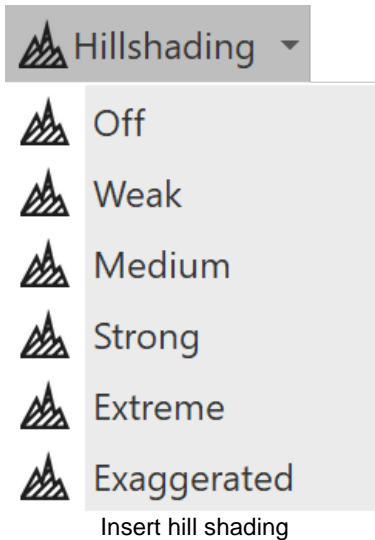 Hillshading
Off
Weak
Medium
Strong
Extreme
Exaggerated
Insert hill shading